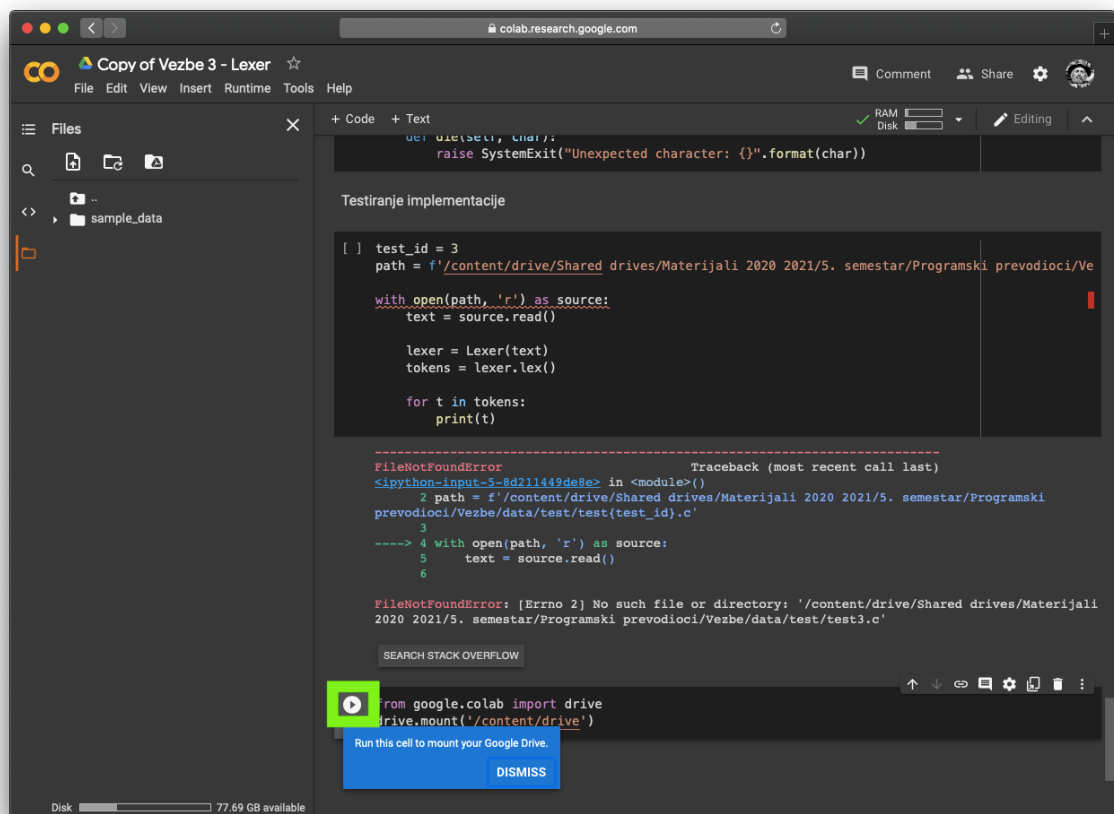 colab.research.google.com
CO
Copy of Vezbe 3 - Lexer
File Edit View Insert Runtime Tools Help
Comment
Share
Files
+ Code + Text
RAM
Disk
Editing
..
sample_data
def die(self, char):
raise SystemExit("Unexpected character: {}".format(char))
Testiranje implementacije
[ ] test_id = 3
path = f'/content/drive/Shared drives/Materijali 2020 2021/5. semestar/Programski prevodioci/Ve
with open(path, 'r') as source:
text = source.read()
lexer = Lexer(text)
tokens = lexer.lex()
for t in tokens:
print(t)
---------------------------------------------------------------------------
FileNotFoundError Traceback (most recent call last)
<ipython-input-5-8d211449de8e> in <module>()
2 path = f'/content/drive/Shared drives/Materijali 2020 2021/5. semestar/Programski
prevodioci/Vezbe/data/test/test{test_id}.c'
3
----> 4 with open(path, 'r') as source:
5 text = source.read()
6
FileNotFoundError: [Errno 2] No such file or directory: '/content/drive/Shared drives/Materijali
2020 2021/5. semestar/Programski prevodioci/Vezbe/data/test/test3.c'
SEARCH STACK OVERFLOW
from google.colab import drive
drive.mount('/content/drive')
Run this cell to mount your Google Drive.
DISMISS
Disk 77.69 GB available